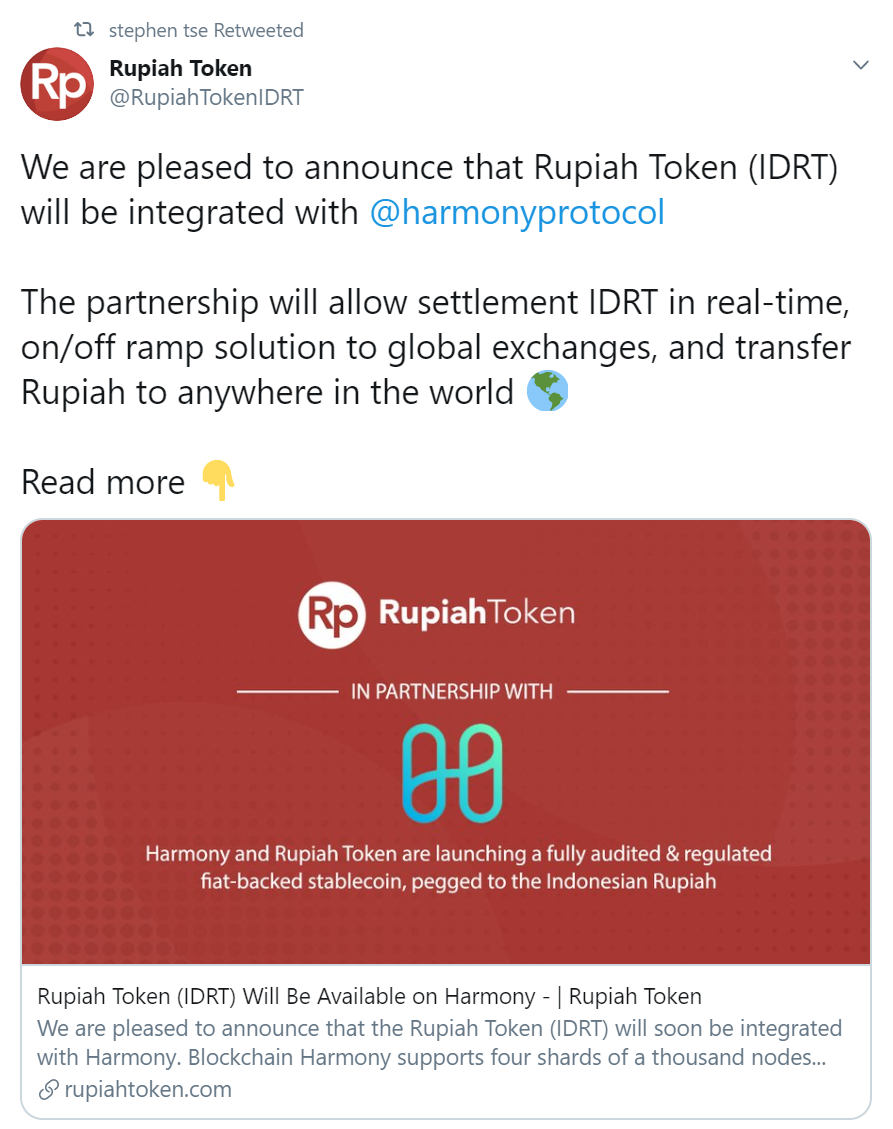 stephen tse Retweeted
Rp
Rupiah Token
@RupiahTokenIDRT
We are pleased to announce that Rupiah Token (IDRT)
will be integrated with @harmonyprotocol
The partnership will allow settlement IDRT in real-time,
on/off ramp solution to global exchanges, and transfer
Rupiah to anywhere in the world 🌎
Read more 👇
Rp RupiahToken
IN PARTNERSHIP WITH
Harmony and Rupiah Token are launching a fully audited & regulated
fiat-backed stablecoin, pegged to the Indonesian Rupiah
Rupiah Token (IDRT) Will Be Available on Harmony - | Rupiah Token
We are pleased to announce that the Rupiah Token (IDRT) will soon be integrated
with Harmony. Blockchain Harmony supports four shards of a thousand nodes...
rupiahtoken.com